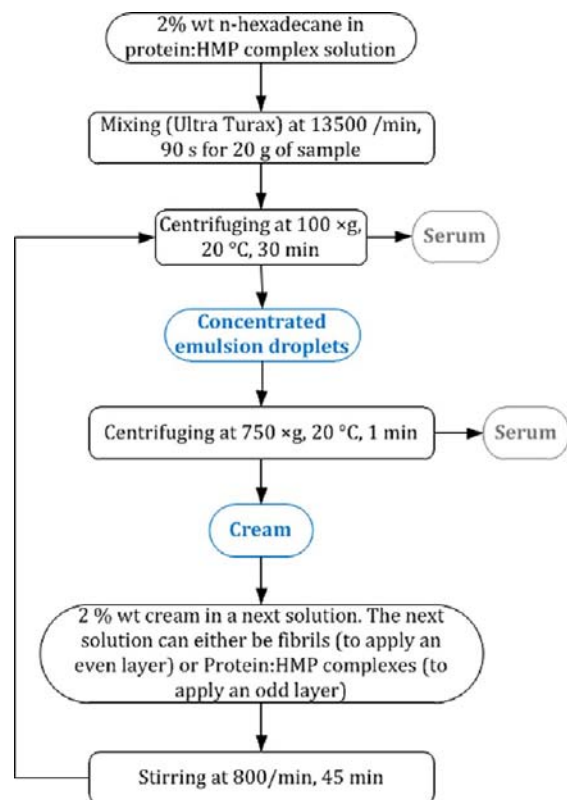 2% wt n-hexadecane in
protein:HMP complex solution
Mixing (Ultra Turax) at 13500 /min,
90 s for 20 g of sample
Centrifuging at 100 ×g,
20 °C, 30 min
Serum
Concentrated
emulsion droplets
Centrifuging at 750 ×g, 20 °C, 1 min
Serum
Cream
2 % wt cream in a next solution. The next
solution can either be fibrils (to apply an
even layer) or Protein:HMP complexes (to
apply an odd layer)
Stirring at 800/min, 45 min